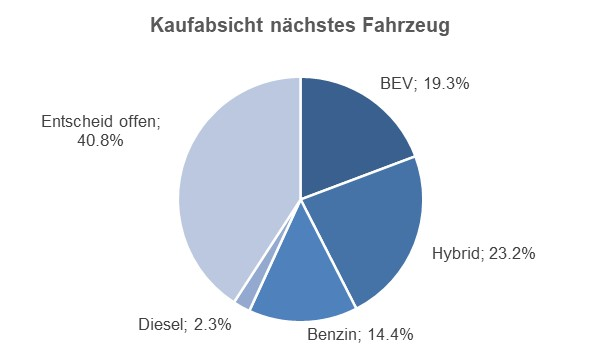 Kaufabsicht nächstes Fahrzeug
BEV; 19.3%
Entscheid offen;
40.8%
Hybrid; 23.2%
Diesel; 2.3%
Benzin; 14.4%